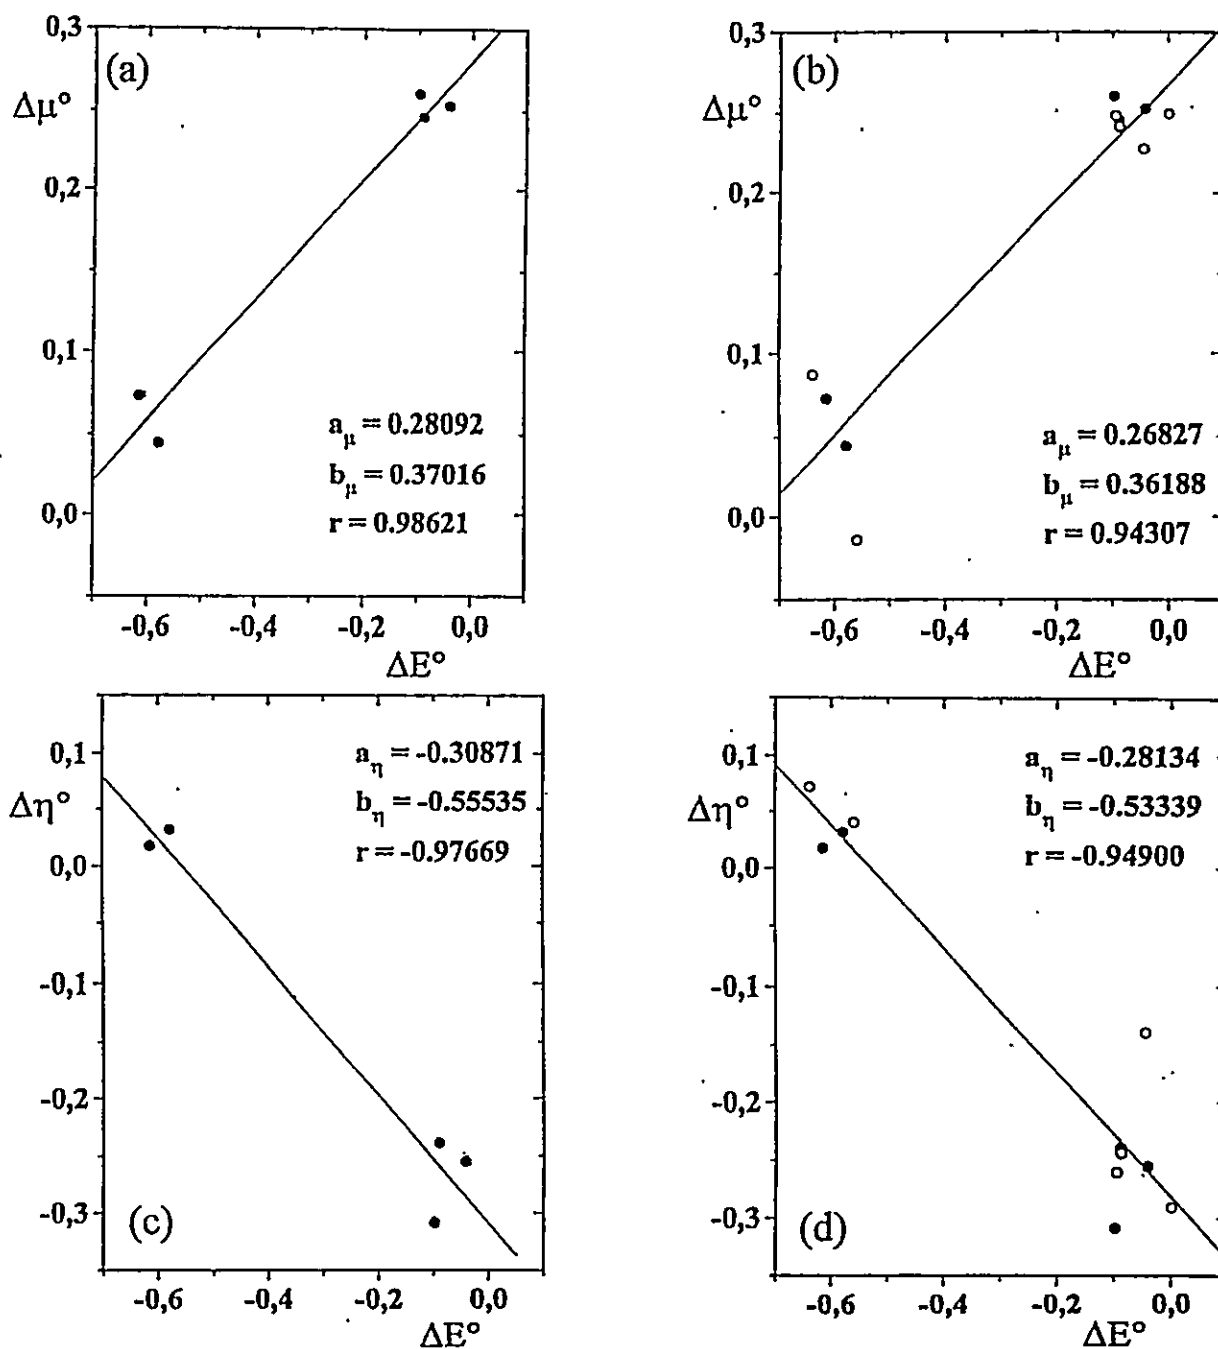 (a)
Δμ°
0,3
0,2
0,1
0,0
a_μ = 0.28092
b_μ = 0.37016
r = 0.98621
-0,6 -0,4 -0,2 0,0
ΔE°
(b)
Δμ°
0,3
0,2
0,1
0,0
a_μ = 0.26827
b_μ = 0.36188
r = 0.94307
-0,6 -0,4 -0,2 0,0
ΔE°
(c)
Δη°
0,1
0,0
-0,1
-0,2
-0,3
a_η = -0.30871
b_η = -0.55535
r = -0.97669
-0,6 -0,4 -0,2 0,0
ΔE°
(d)
Δη°
0,1
0,0
-0,1
-0,2
-0,3
a_η = -0.28134
b_η = -0.53339
r = -0.94900
-0,6 -0,4 -0,2 0,0
ΔE°